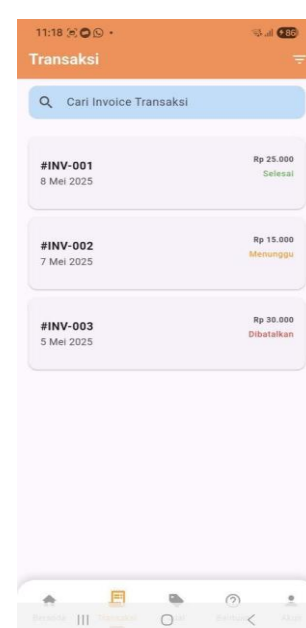 11:18 86
Transaksi
Cari Invoice Transaksi
#INV-001 Rp 25.000
8 Mei 2025 Selesai
#INV-002 Rp 15.000
7 Mei 2025 Menunggu
#INV-003 Rp 30.000
5 Mei 2025 Dibatalkan